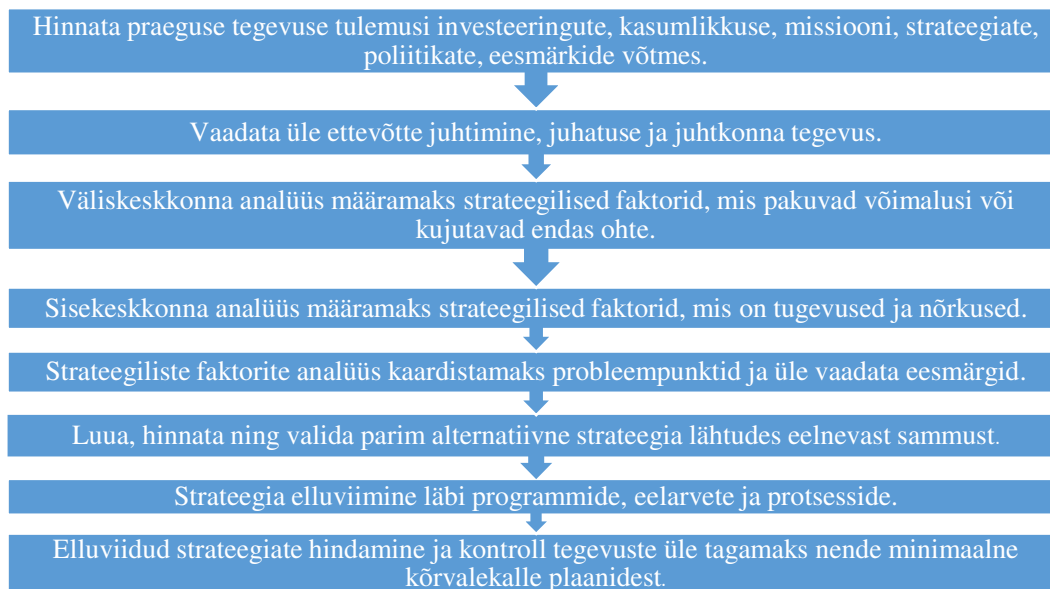 Hinnata praeguse tegevuse tulemusi investeeringute, kasumlikkuse, missiooni, strateegiate,
poliitikate, eesmärkide võtmes.
Vaadata üle ettevõtte juhtimine, juhatuse ja juhtkonna tegevus.
Väliskeskkonna analüüs määramaks strateegilised faktorid, mis pakuvad võimalusi või
kujutavad endas ohte.
Sisekeskkonna analüüs määramaks strateegilised faktorid, mis on tugevused ja nõrkused.
Strateegiliste faktorite analüüs kaardistamaks probleempunktid ja üle vaadata eesmärgid.
Luua, hinnata ning valida parim alternatiivne strateegia lähtudes eelnevast sammust.
Strateegia elluviimine läbi programmide, eelarvete ja protsesside.
Elluviidud strateegiate hindamine ja kontroll tegevuste üle tagamaks nende minimaalne
kõrvalekalle plaanidest.